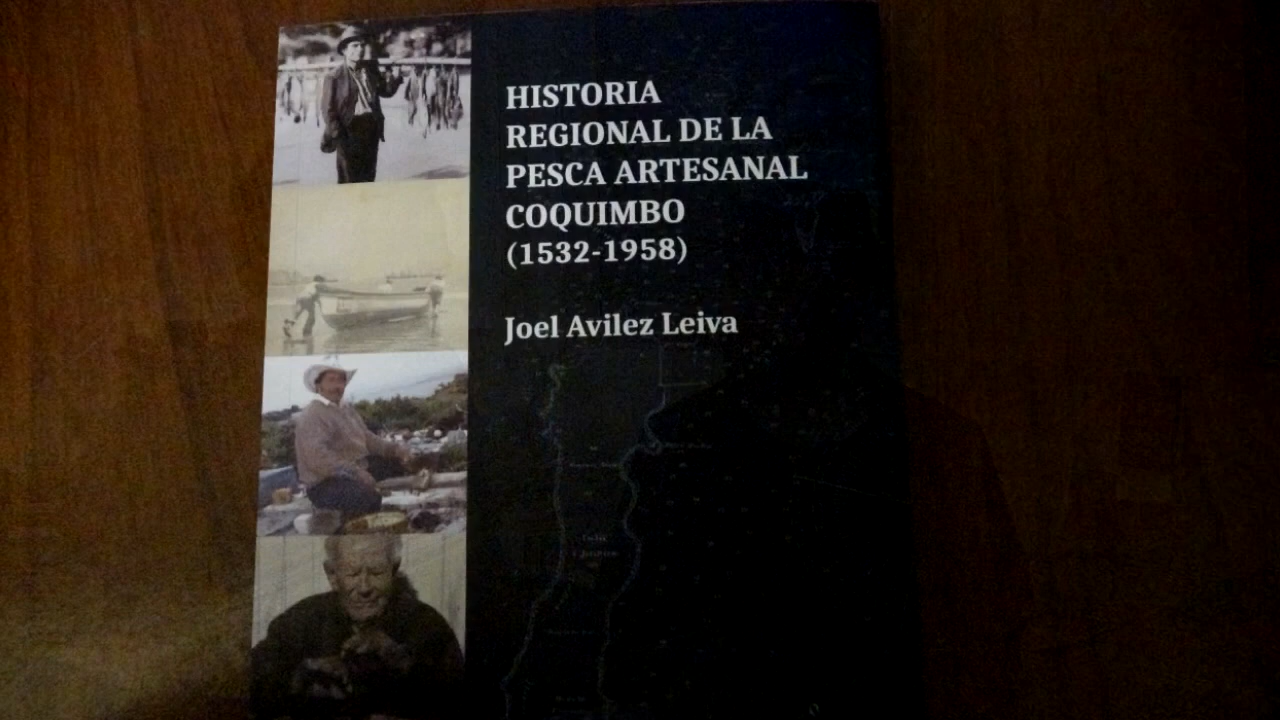 HISTORIA
REGIONAL DE LA
PESCA ARTESANAL
COQUIMBO
(1532-1958)
Joel Avilez Leiva